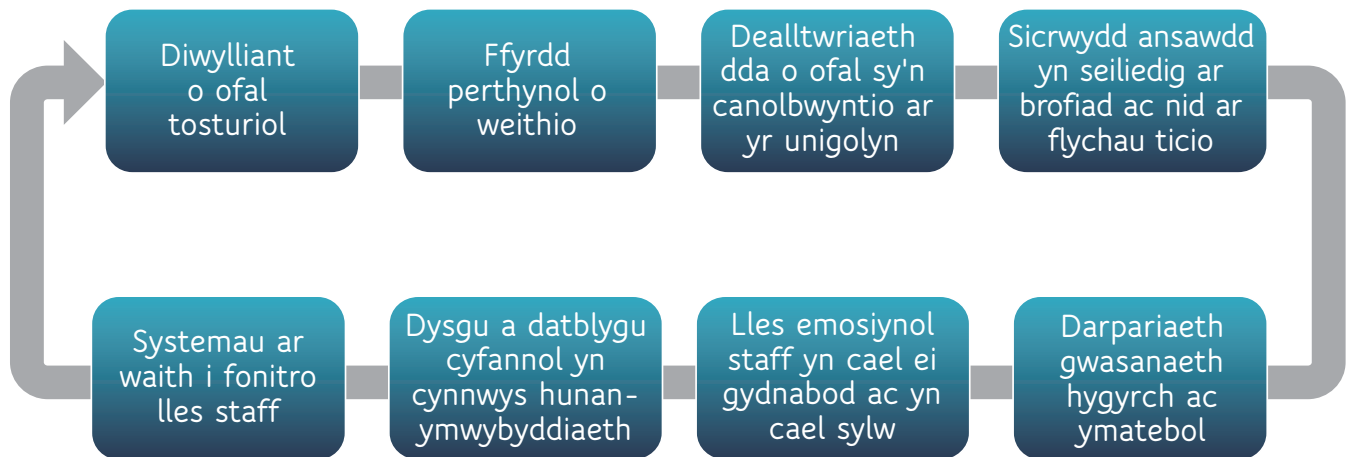 Diwylliant
o ofal
tosturiol
Ffyrdd
perthynol o
weithio
Dealltwriaeth
dda o ofal sy'n
canolbwyntio ar
yr unigolyn
Sicrwydd ansawdd
yn seiliedig ar
brofiad ac nid ar
flychau ticio
Systemau ar
waith i fonitro
lles staff
Dysgu a datblygu
cyfannol yn
cynnwys hunan-
ymwybyddiaeth
Lles emosiynol
staff yn cael ei
gydnabod ac yn
cael sylw
Darpariaeth
gwasanaeth
hygyrch ac
ymatebol